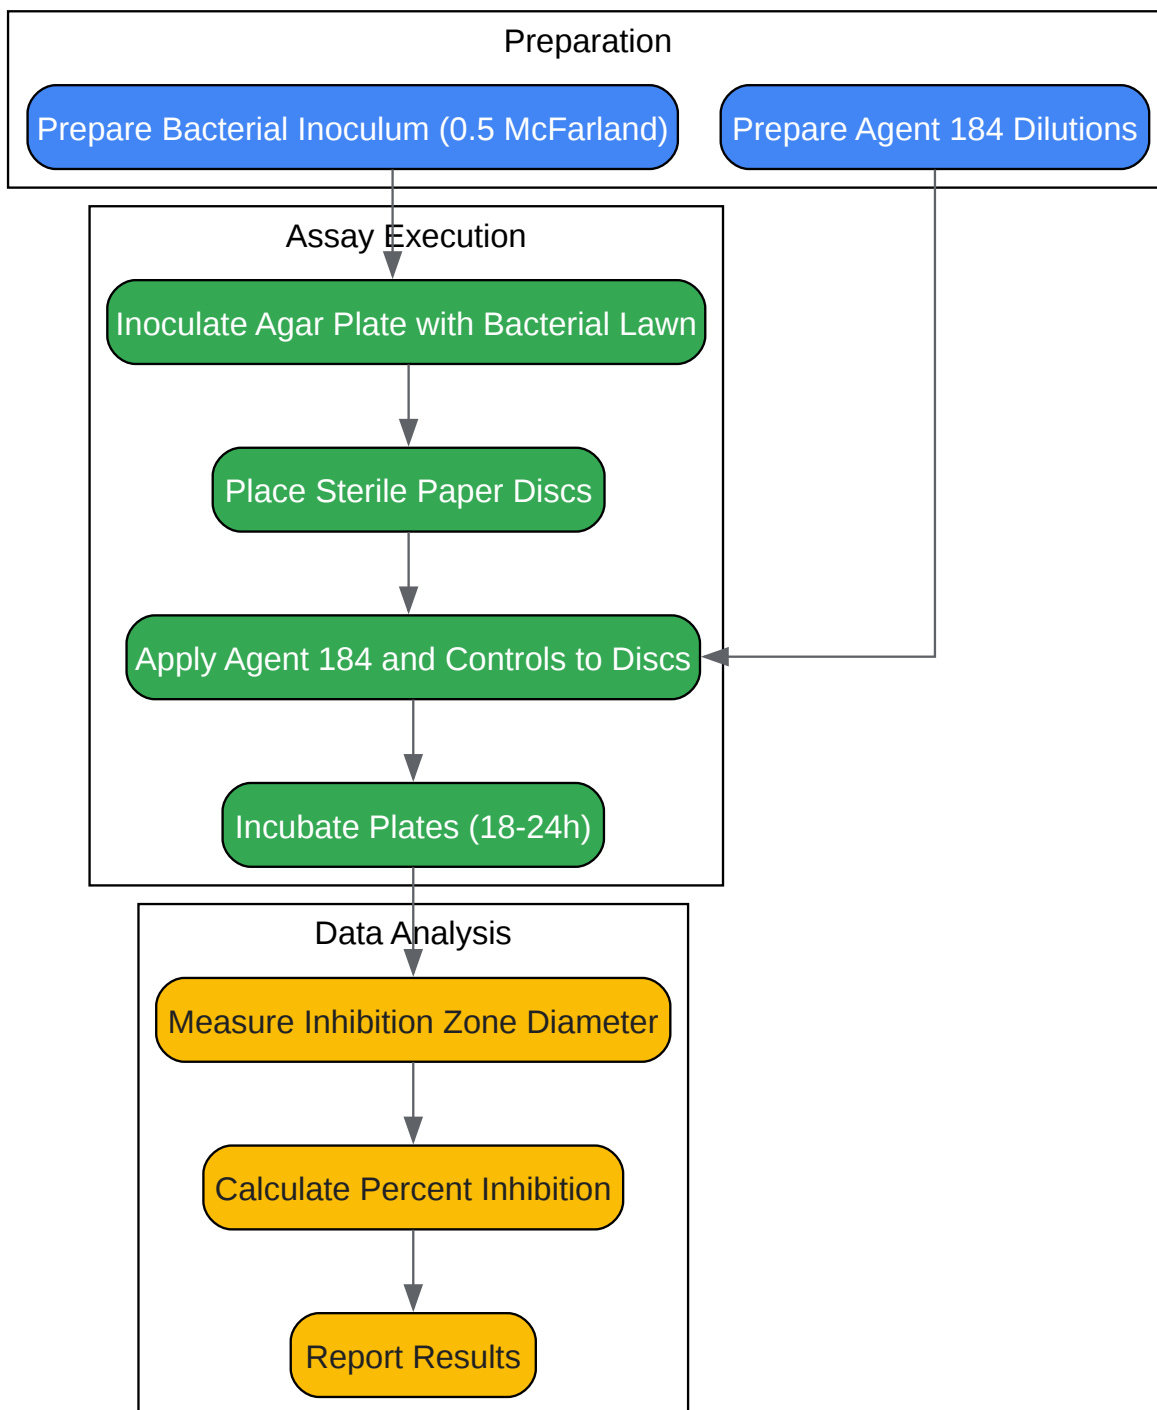 Preparation
Prepare Bacterial Inoculum (0.5 McFarland)
Prepare Agent 184 Dilutions
Assay Execution
Inoculate Agar Plate with Bacterial Lawn
Place Sterile Paper Discs
Apply Agent 184 and Controls to Discs
Incubate Plates (18-24h)
Data Analysis
Measure Inhibition Zone Diameter
Calculate Percent Inhibition
Report Results